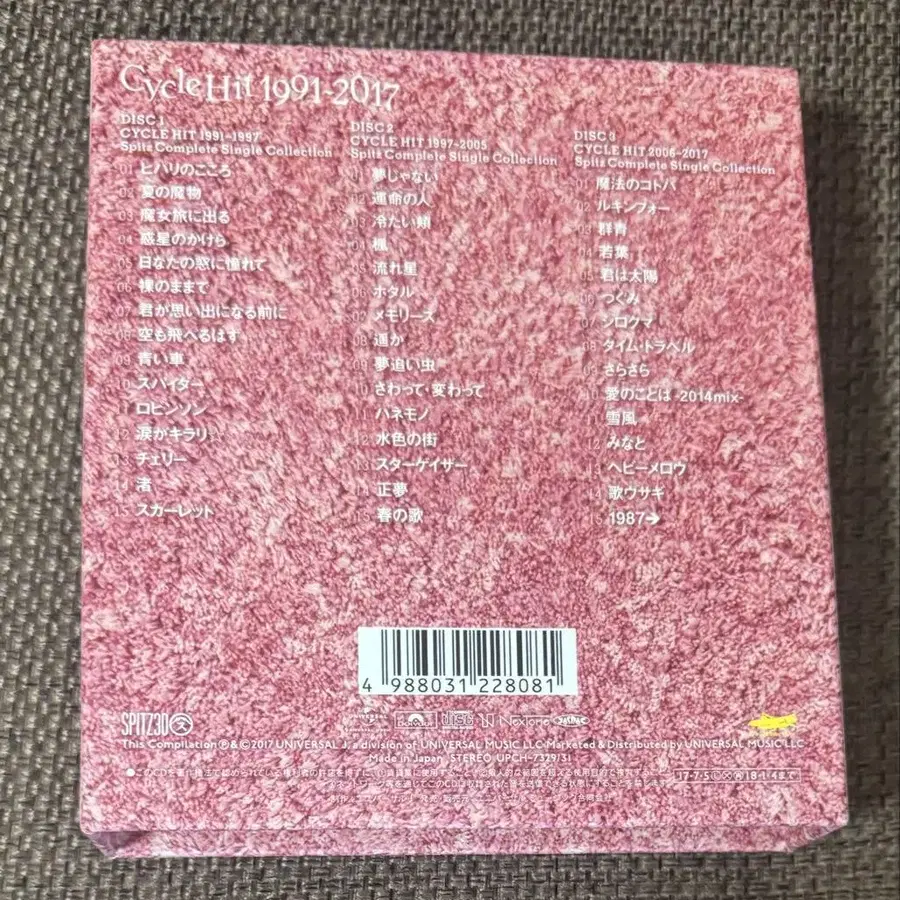 CycleHit 1991-2017
DISC 1
CYCLE HIT 1991-1997
Spitz Complete Single Collection
01 ヒバリのこころ
02 夏の魔物
03 魔女旅に出る
04 惑星のかけら
05 日なたの窓に憧れて
06 裸のままで
07 君が思い出になる前に
08 空も飛べるはず
09 青い車
10 スパイダー
11 ロビンソン
12 涙がキラリ☆
13 チェリー
14 渚
15 スカーレット
DISC 2
CYCLE HIT 1997-2005
Spitz Complete Single Collection
01 夢じゃない
02 運命の人
03 冷たい頬
04 楓
05 流れ星
06 ホタル
07 メモリーズ
08 遥か
09 夢追い虫
10 さわって・変わって
11 ハネモノ
12 水色の街
13 スターゲイザー
14 正夢
15 春の歌
DISC 3
CYCLE HIT 2006-2017
Spitz Complete Single Collection
01 魔法のコトバ
02 ルキンフォー
03 群青
04 若葉
05 君は太陽
06 つぐみ
07 シロクマ
08 タイム・トラベル
09 さらさら
10 愛のことば -2014mix-
11 雪風
12 みなと
13 ヘビーメロウ
14 歌ウサギ
15 1987→
4 988031 228081
SPITZ30
UNIVERSAL
Polydor
disc
NexTone
JASRAC
This Compilation Ⓟ&©2017 UNIVERSAL J, a division of UNIVERSAL MUSIC LLC Marketed & Distributed by UNIVERSAL MUSIC LLC
Made in Japan STEREO UPCH-7329/31
17・7・5
18・1・4まで